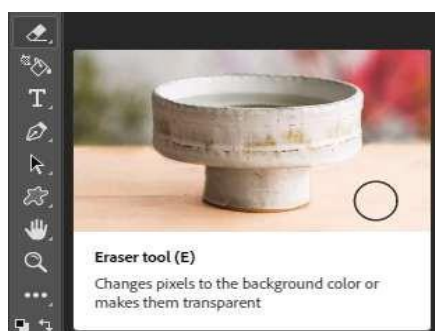 T
Eraser tool (E)
Changes pixels to the background color or
makes them transparent